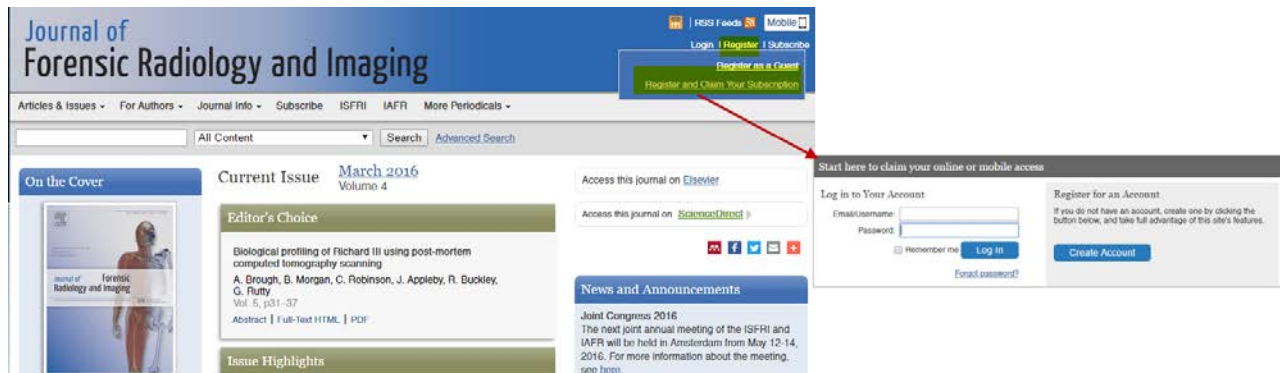 Journal of
Forensic Radiology and Imaging
RSS Feeds Mobile
Login | Register | Subscribe
Register as a Guest
Register and Claim Your Subscription
Articles & Issues For Authors Journal Info Subscribe ISFRI IAFR More Periodicals
All Content Search Advanced Search
On the Cover
Journal of Forensic
Radiology and Imaging
Current Issue March 2016
Volume 4
Editor's Choice
Biological profiling of Richard III using post-mortem
computed tomography scanning
A. Brough, B. Morgan, C. Robinson, J. Appleby, R. Buckley,
G. Rutty
Vol. 5, p31–37
Abstract | Full-Text HTML | PDF
Issue Highlights
Access this journal on Elsevier
Access this journal on ScienceDirect
News and Announcements
Joint Congress 2016
The next joint annual meeting of the ISFRI and
IAFR will be held in Amsterdam from May 12-14,
2016. For more information about the meeting,
see here.
Start here to claim your online or mobile access
Log in to Your Account
Email/Username:
Password:
Remember me Log In
Forgot password?
Register for an Account
If you do not have an account, create one by clicking the
button below, and take full advantage of this site's features.
Create Account